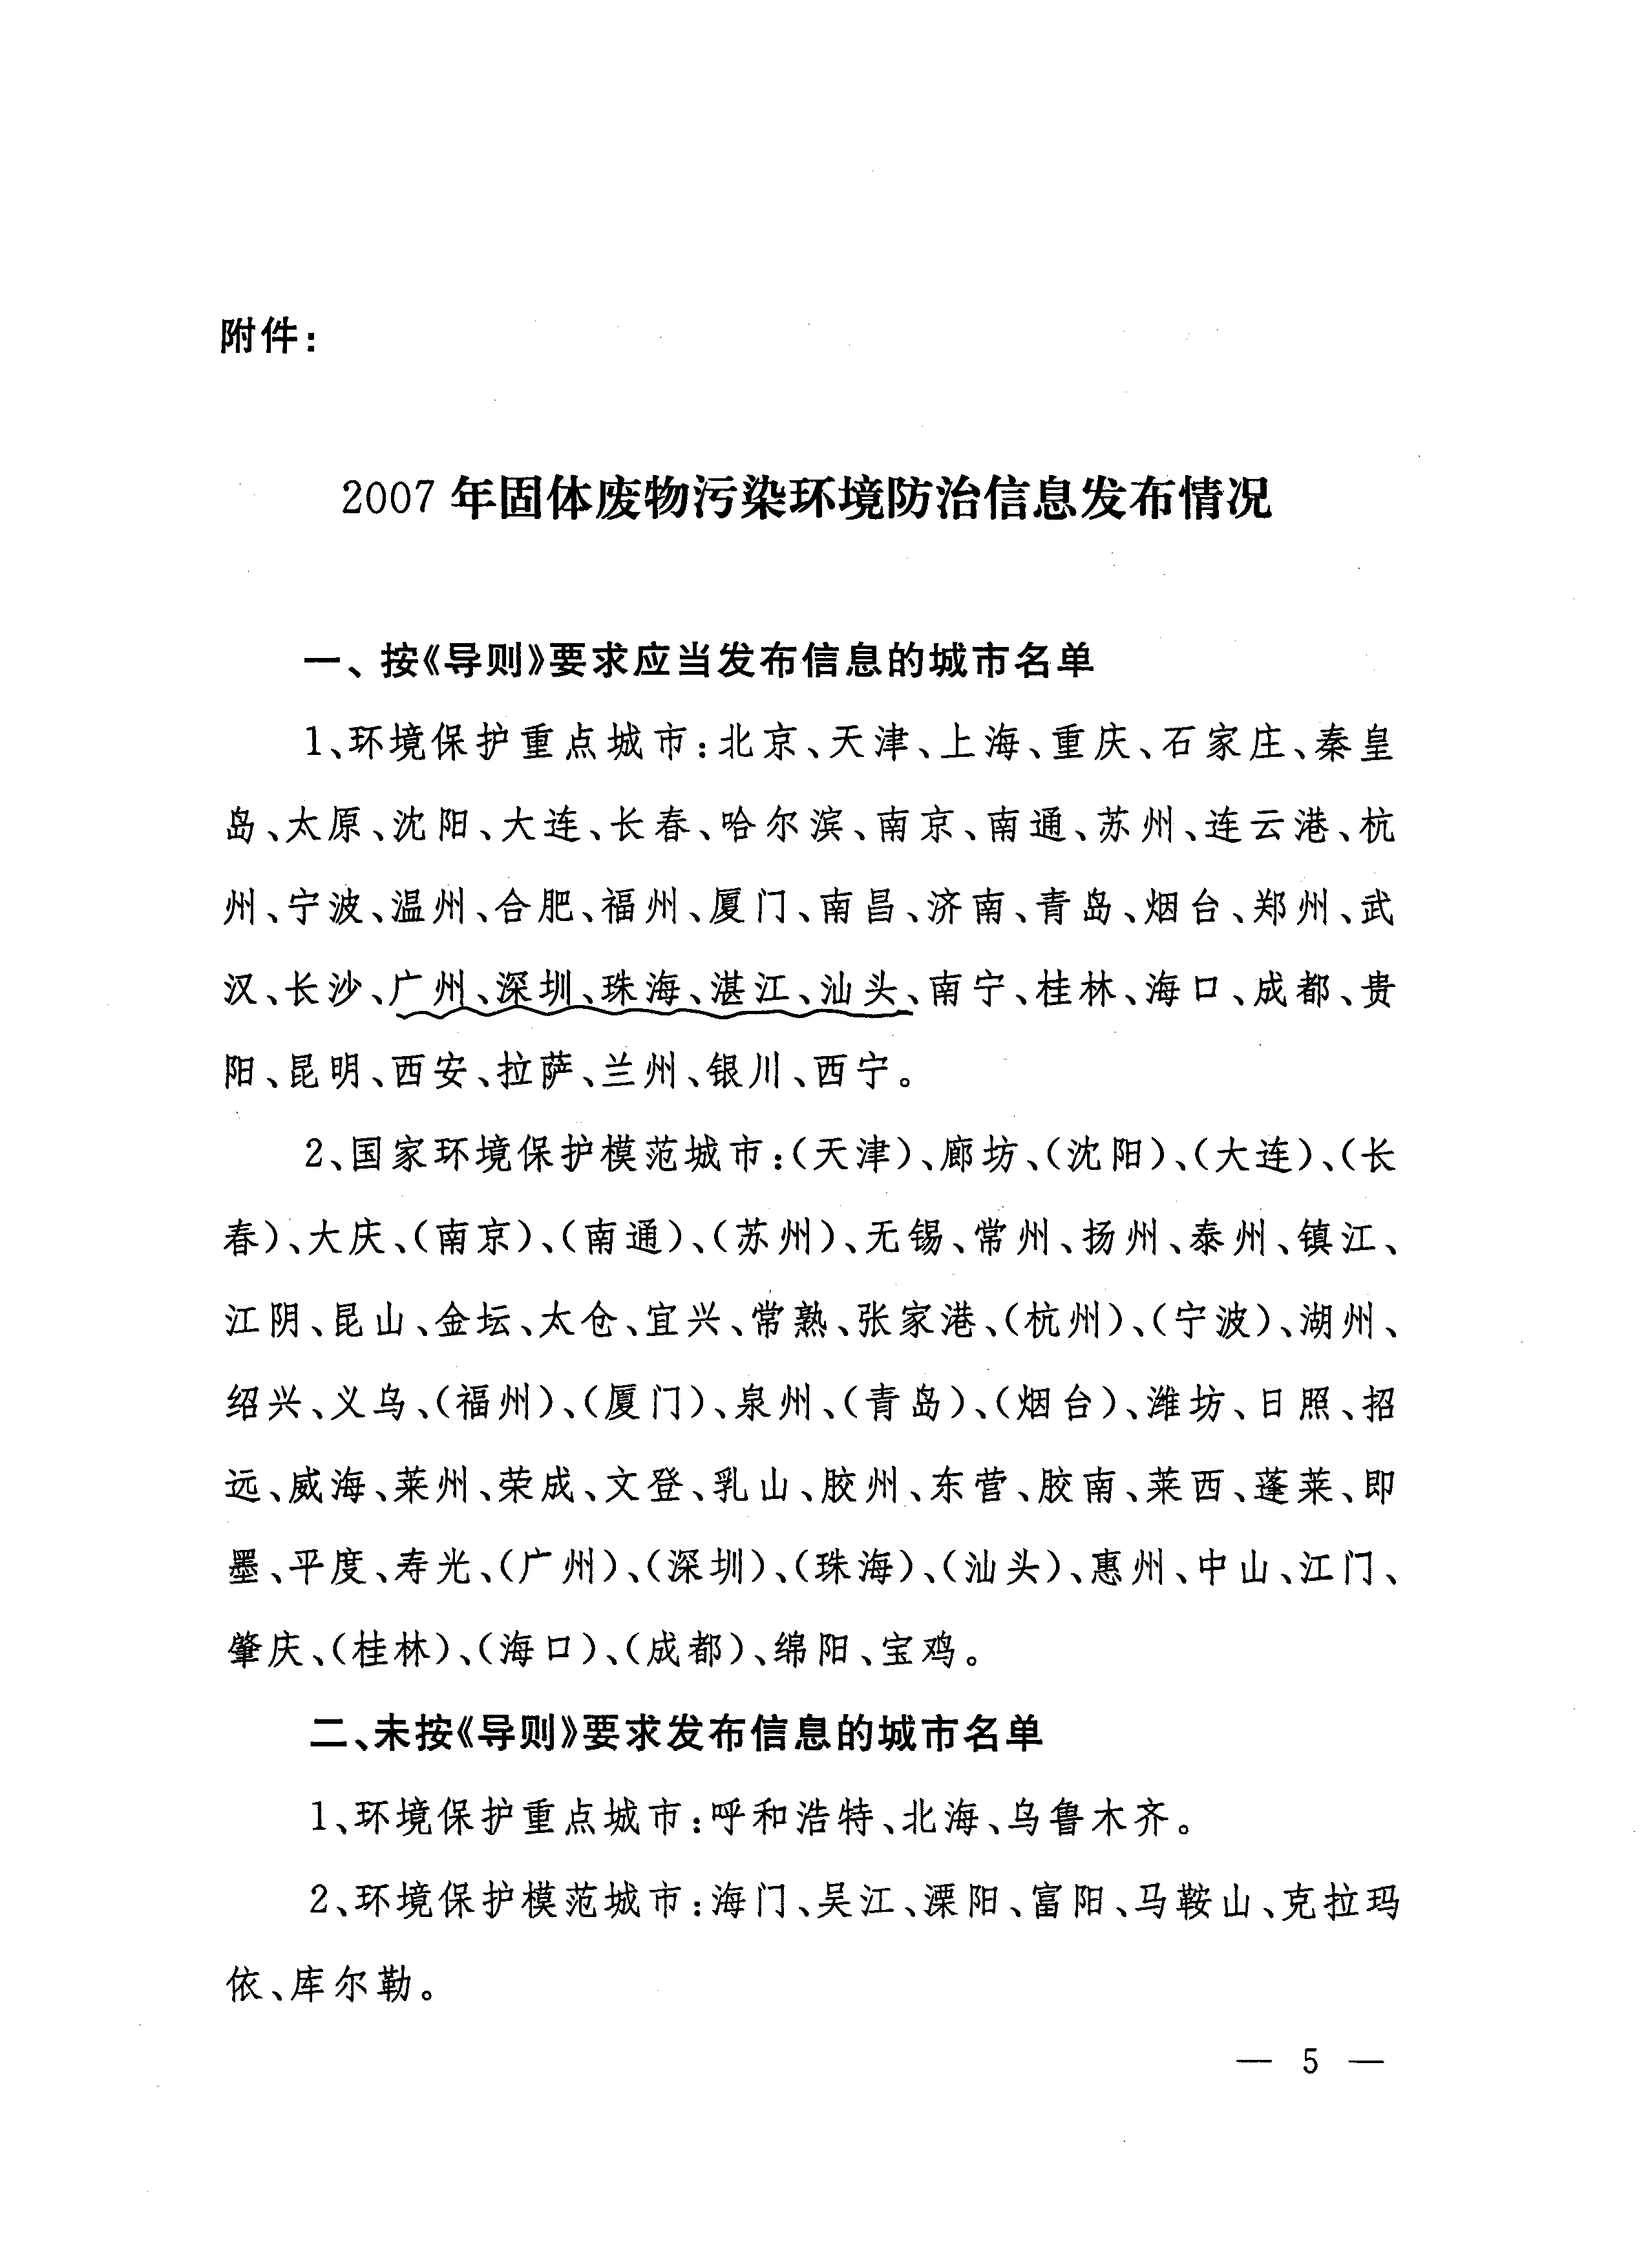 附件：
2007年固体废物污染环境防治信息发布情况
一、按《导则》要求应当发布信息的城市名单
1、环境保护重点城市：北京、天津、上海、重庆、石家庄、秦皇
岛、太原、沈阳、大连、长春、哈尔滨、南京、南通、苏州、连云港、杭
州、宁波、温州、合肥、福州、厦门、南昌、济南、青岛、烟台、郑州、武
汉、长沙、广州、深圳、珠海、湛江、汕头、南宁、桂林、海口、成都、贵
阳、昆明、西安、拉萨、兰州、银川、西宁。
2、国家环境保护模范城市：（天津）、廊坊、（沈阳）、（大连）、（长
春）、大庆、（南京）、（南通）、（苏州）、无锡、常州、扬州、泰州、镇江、
江阴、昆山、金坛、太仓、宜兴、常熟、张家港、（杭州）、（宁波）、湖州、
绍兴、义乌、（福州）、（厦门）、泉州、（青岛）、（烟台）、潍坊、日照、招
远、威海、莱州、荣成、文登、乳山、胶州、东营、胶南、莱西、蓬莱、即
墨、平度、寿光、（广州）、（深圳）、（珠海）、（汕头）、惠州、中山、江门、
肇庆、（桂林）、（海口）、（成都）、绵阳、宝鸡。
二、未按《导则》要求发布信息的城市名单
1、环境保护重点城市：呼和浩特、北海、乌鲁木齐。
2、环境保护模范城市：海门、吴江、溧阳、富阳、马鞍山、克拉玛
依、库尔勒。
— 5 —